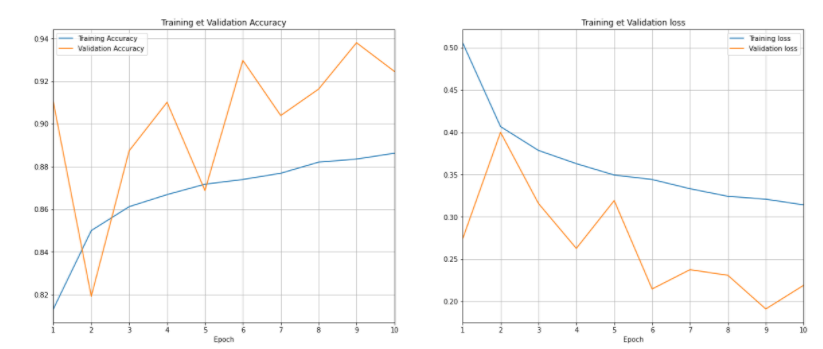 Training et Validation Accuracy
Training Accuracy
Validation Accuracy
0.94
0.92
0.90
0.88
0.86
0.84
0.82
1 2 3 4 5 6 7 8 9 10
Epoch
Training et Validation loss
Training loss
Validation loss
0.50
0.45
0.40
0.35
0.30
0.25
0.20
1 2 3 4 5 6 7 8 9 10
Epoch